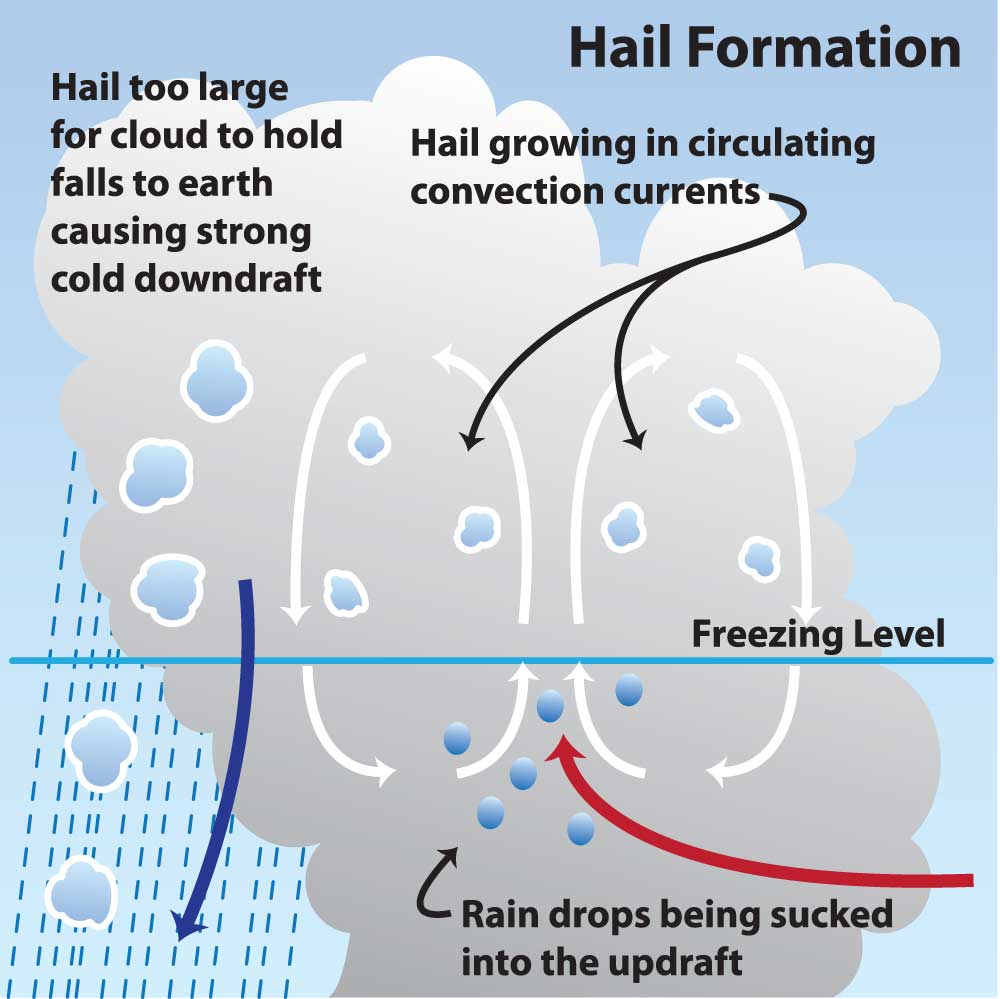 Hail Formation
Hail too large
for cloud to hold
falls to earth
causing strong
cold downdraft
Hail growing in circulating
convection currents
Freezing Level
Rain drops being sucked
into the updraft